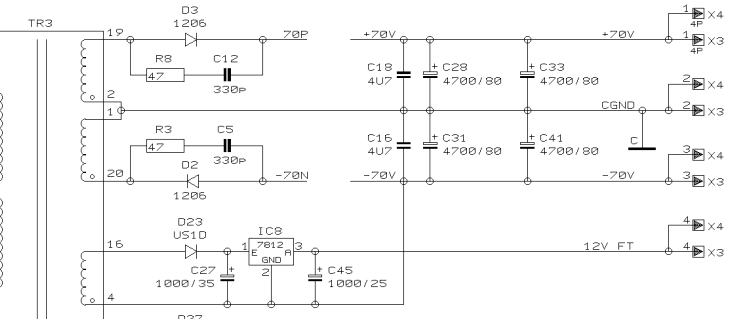 D3
1 X4
TR3
19 1206 70P +70V +70V 4P
1 X3
4P
R8 C12 C18 + C28 + C33
47 4U7 4700/80 4700/80
330P 2 X4
2 CGND 2 X3
1
R3 C5 C16 + C31 + C41 C
47 330P 4U7 4700/80 4700/80
D2 3 X4
20 -70N -70V -70V 3 X3
1206
D23 IC8 4 X4
16 US1D 1 7812 3 12V FT 4 X3
E A
GND
C27 + 2 + C45
1000/35 1000/25
4
D27